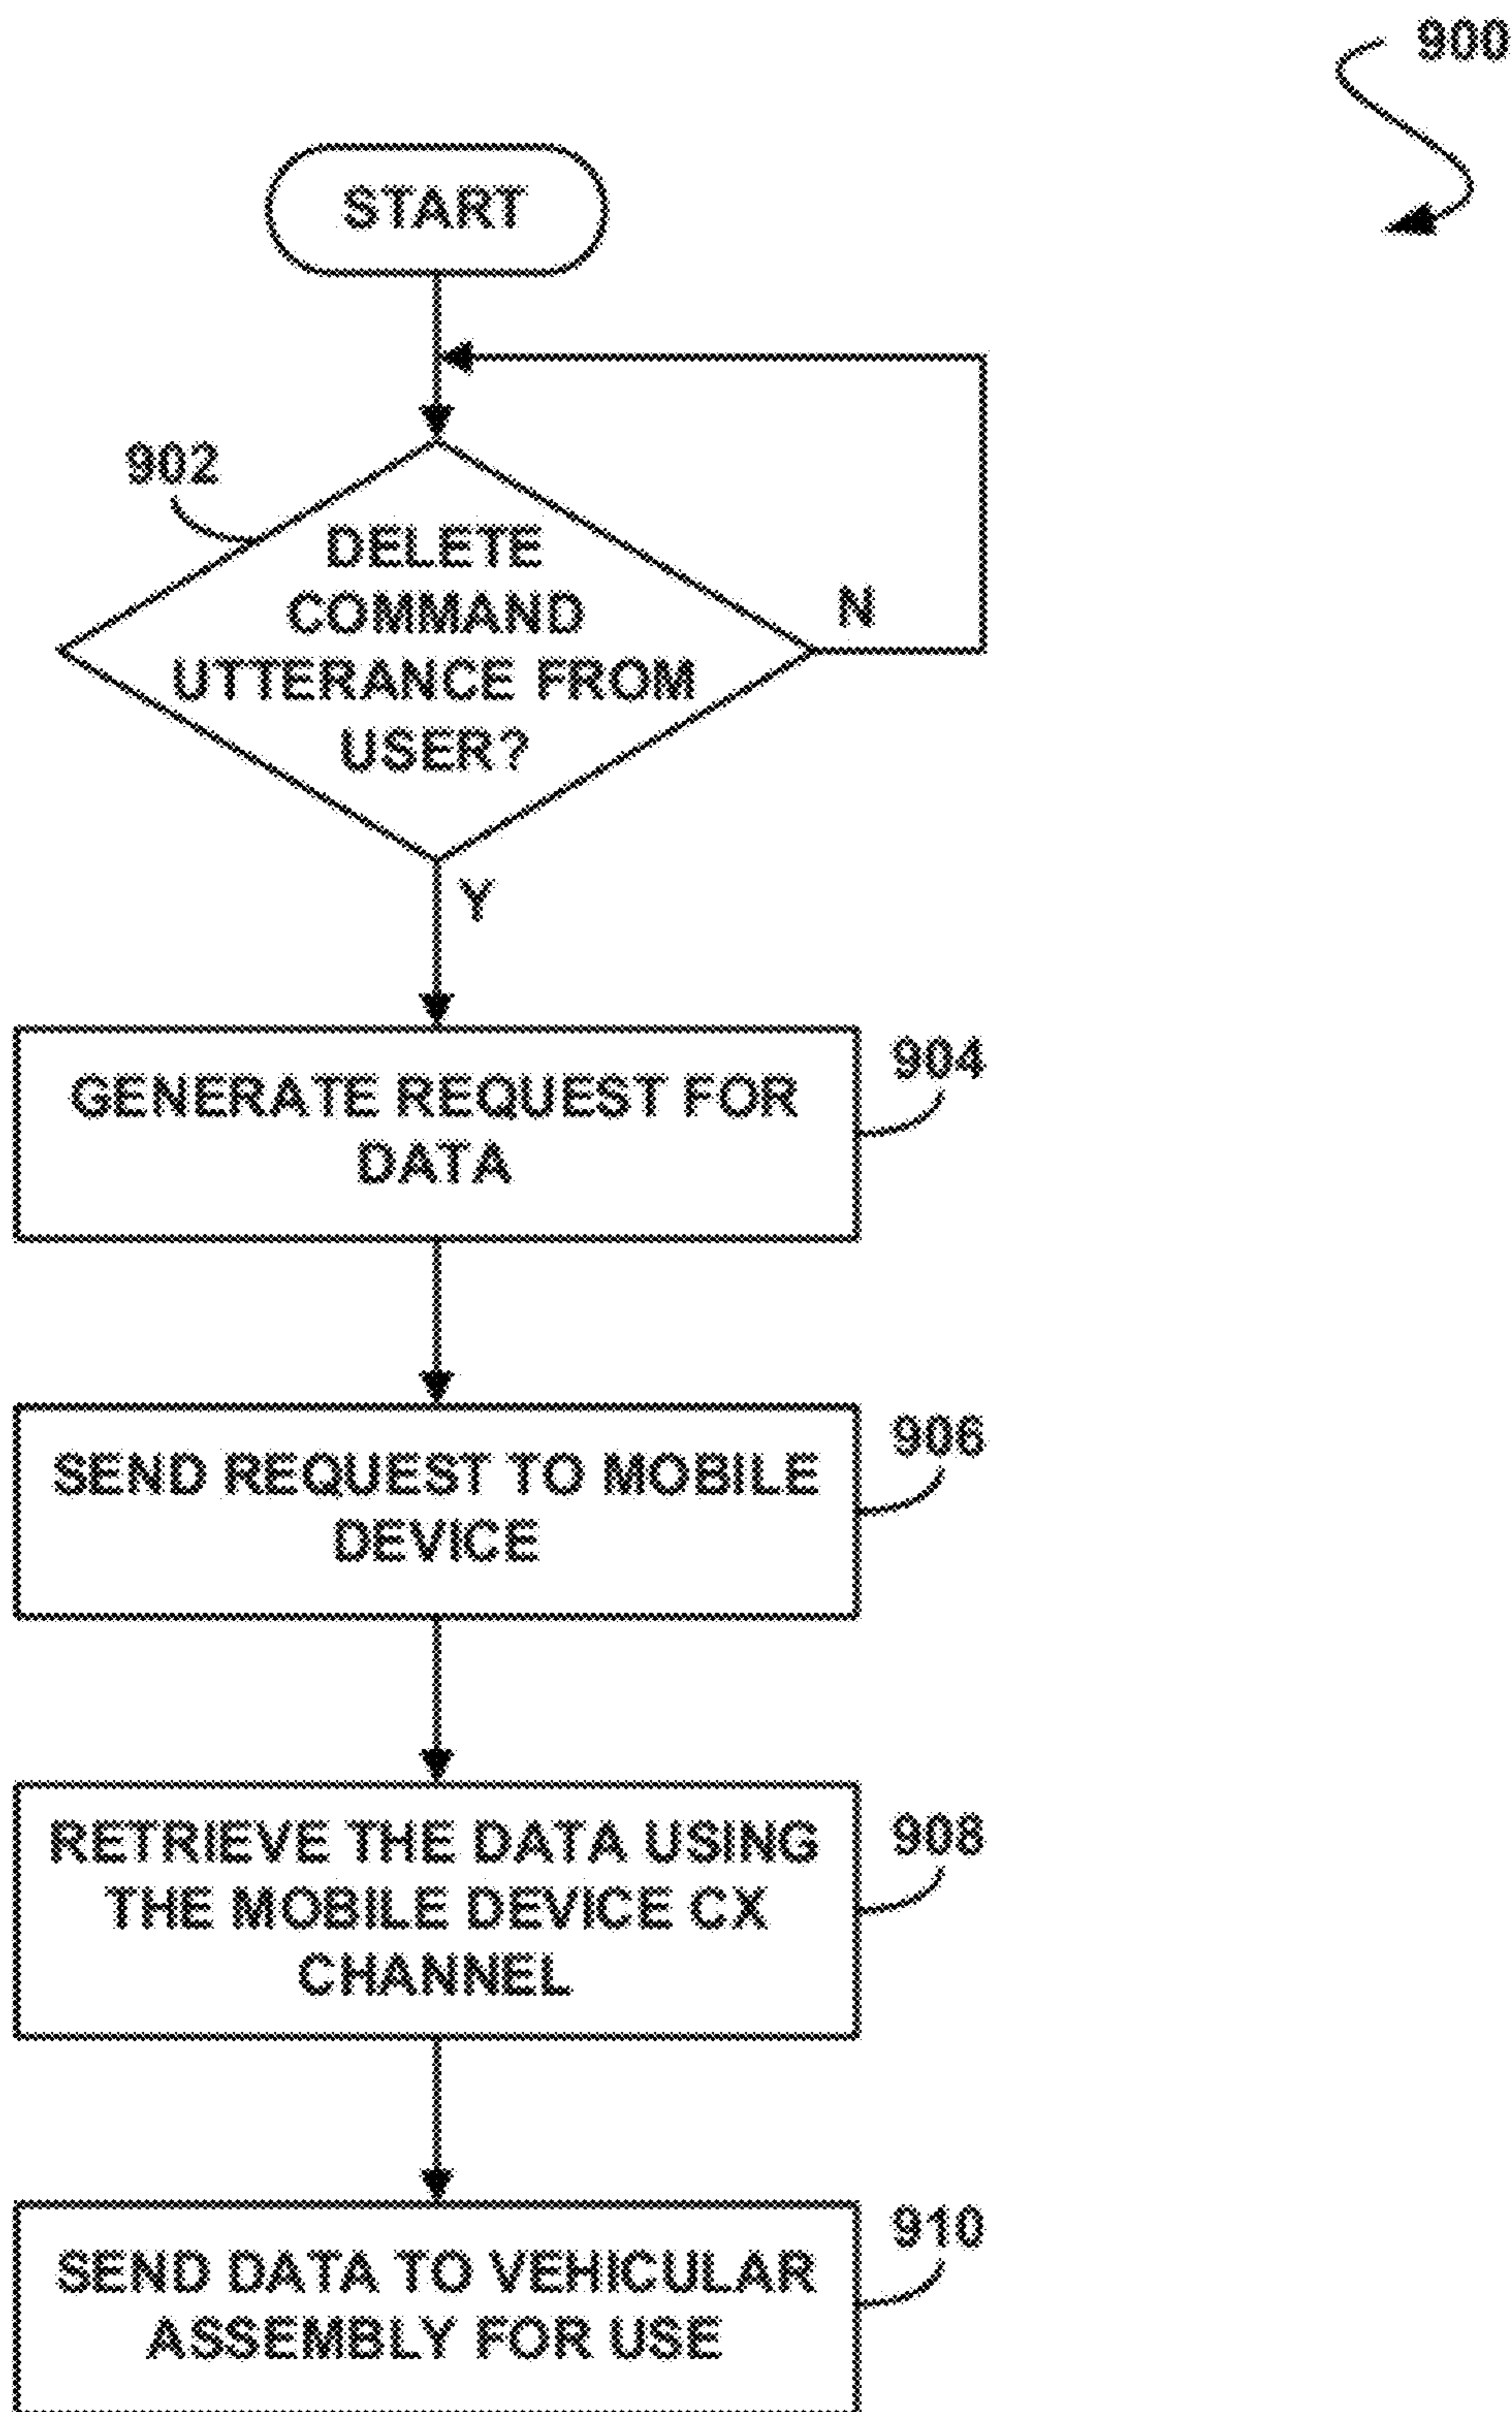 900
START
902
DELETE
COMMAND
UTTERANCE FROM
USER?
N
Y
GENERATE REQUEST FOR
DATA
904
SEND REQUEST TO MOBILE
DEVICE
906
RETRIEVE THE DATA USING
THE MOBILE DEVICE CX
CHANNEL
908
SEND DATA TO VEHICULAR
ASSEMBLY FOR USE
910